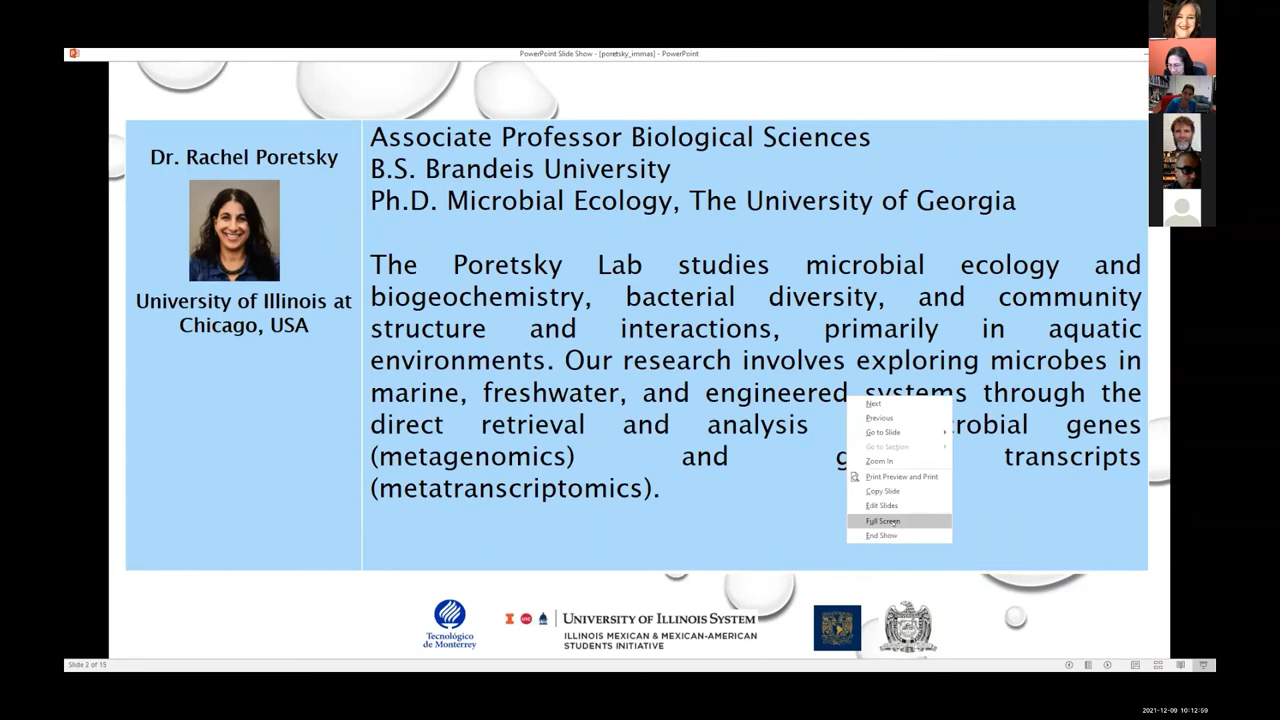 PowerPoint Slide Show - [poretsky_immas] - PowerPoint
Dr. Rachel Poretsky
University of Illinois at
Chicago, USA
Associate Professor Biological Sciences
B.S. Brandeis University
Ph.D. Microbial Ecology, The University of Georgia
The Poretsky Lab studies microbial ecology and
biogeochemistry, bacterial diversity, and community
structure and interactions, primarily in aquatic
environments. Our research involves exploring microbes in
marine, freshwater, and engineered systems through the
direct retrieval and analysis crobial genes
(metagenomics) and g transcripts
(metatranscriptomics).
Next
Previous
Go to Slide
Go to Section
Zoom In
Print Preview and Print
Copy Slide
Edit Slides
Full Screen
End Show
Tecnológico
de Monterrey
I UIC
UNIVERSITY OF ILLINOIS SYSTEM
ILLINOIS MEXICAN & MEXICAN-AMERICAN
STUDENTS INITIATIVE
Slide 2 of 15
2021-12-09 10:12:59